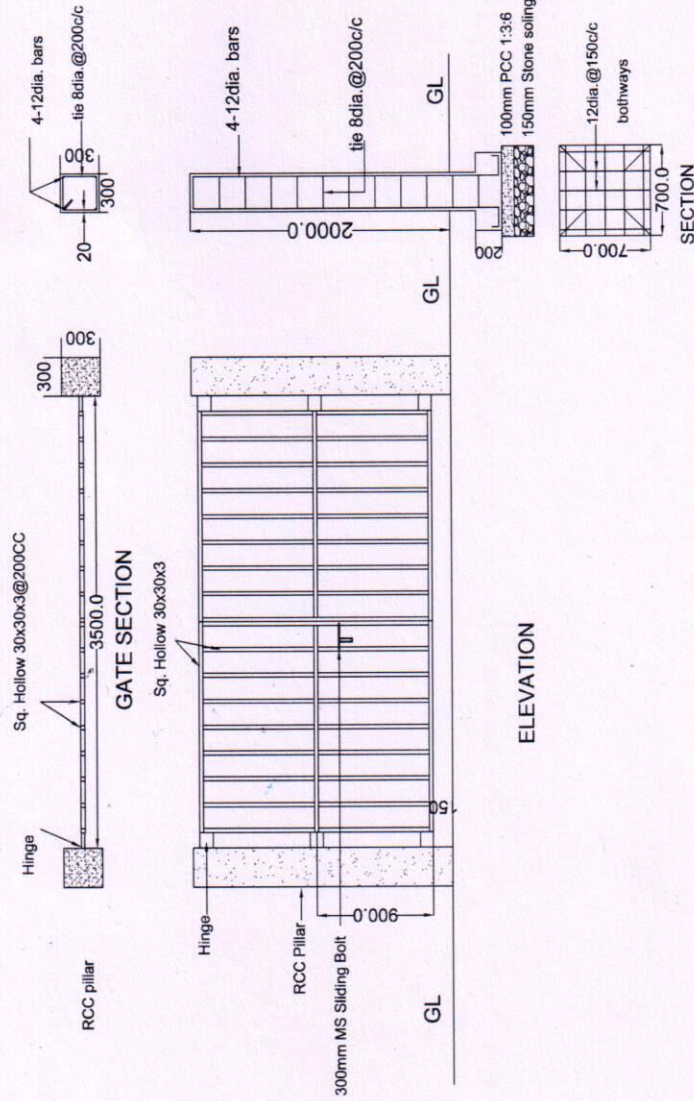 Sq. Hollow 30x30x3@200CC
Hinge
300
300
3500.0
RCC pillar
GATE SECTION
Sq. Hollow 30x30x3
Hinge
RCC Pillar
900.0
300mm MS Sliding Bolt
GL
ELEVATION
4-12dia. bars
tie 8dia.@200c/c
300
300
20
4-12dia. bars
tie 8dia.@200c/c
2000.0
GL
GL
200
100mm PCC 1:3:6
150mm Stone soling
12dia.@150c/c
bothways
700.0
700.0
SECTION